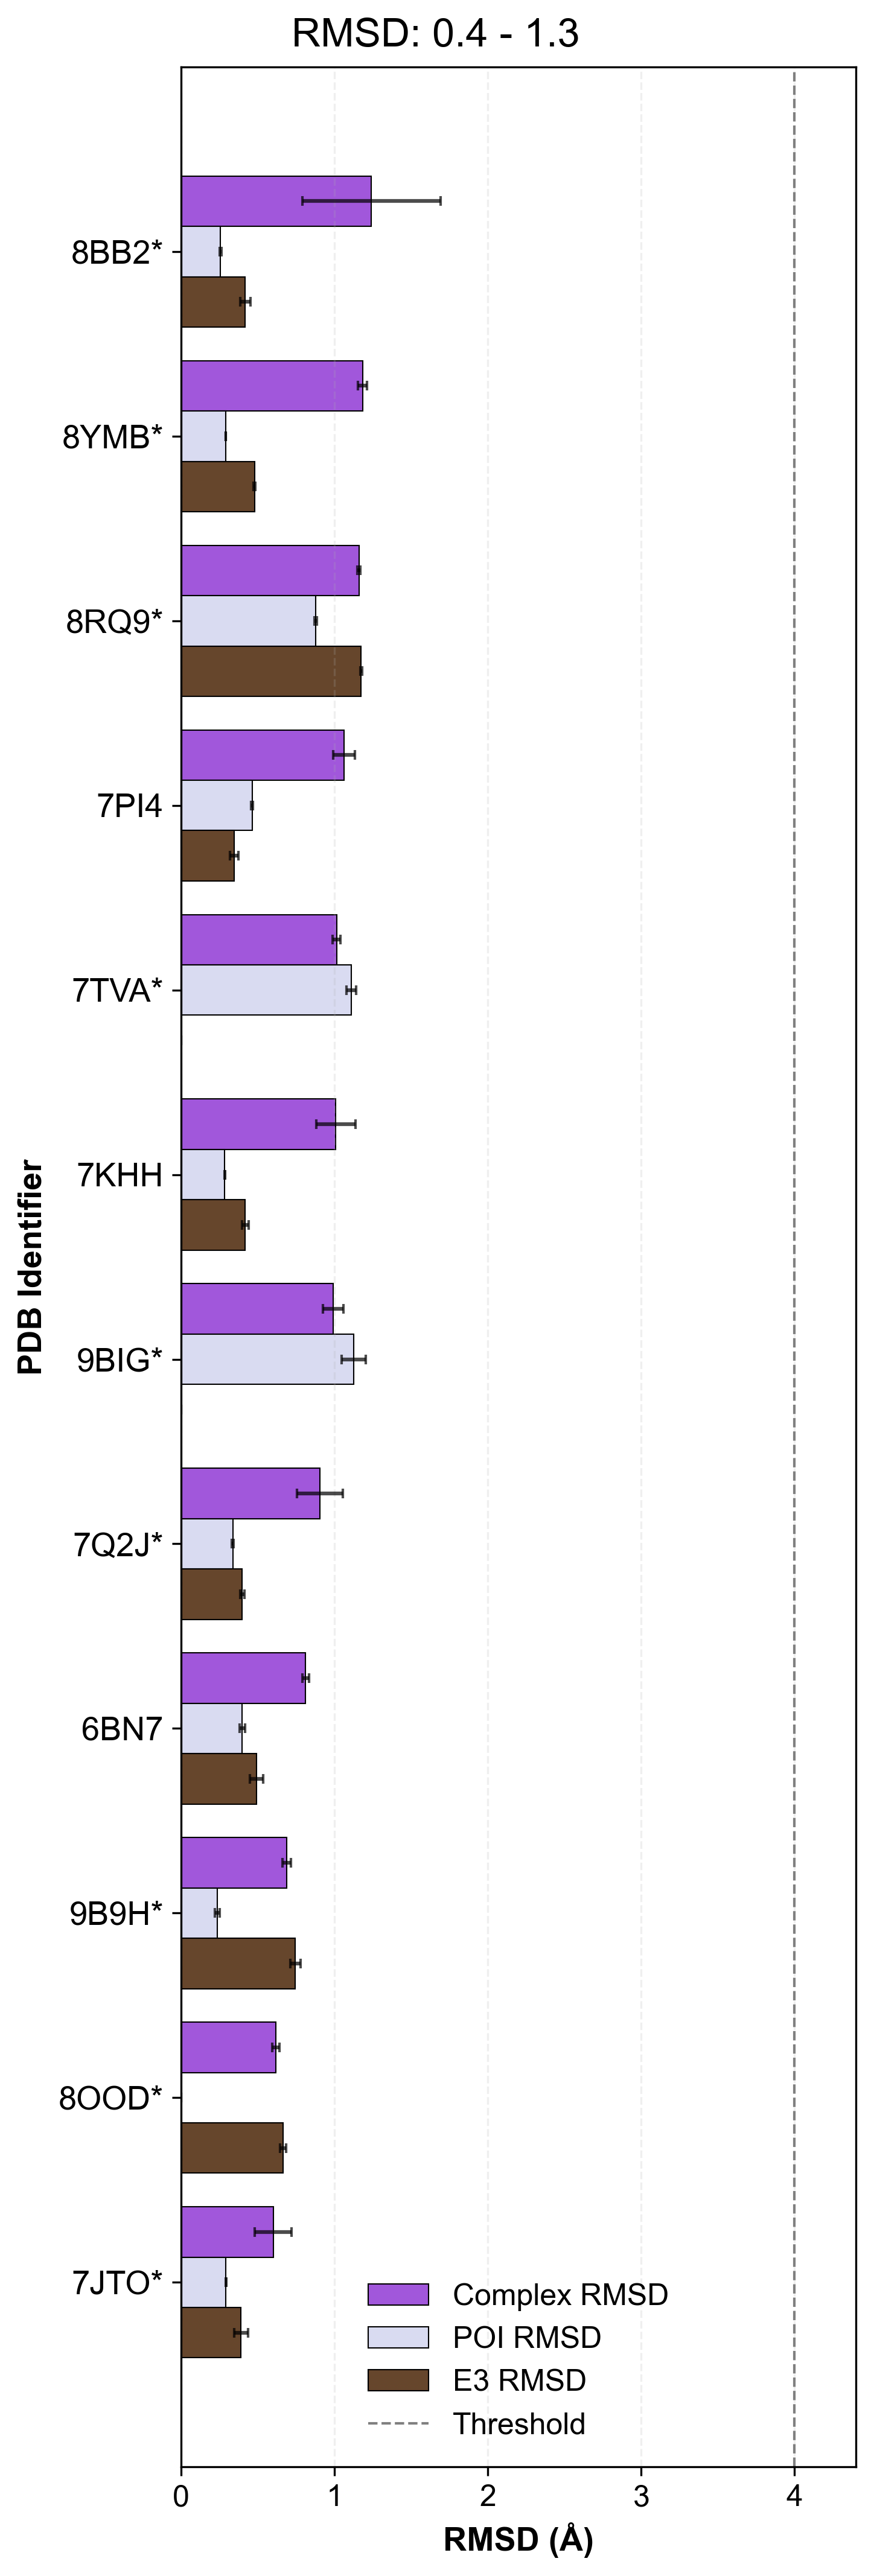 RMSD: 0.4 - 1.3
8BB2*
8YMB*
8RQ9*
7PI4
7TVA*
7KHH
9BIG*
7Q2J*
6BN7
9B9H*
8OOD*
7JTO*
PDB Identifier
Complex RMSD
POI RMSD
E3 RMSD
Threshold
0 1 2 3 4
RMSD (Å)